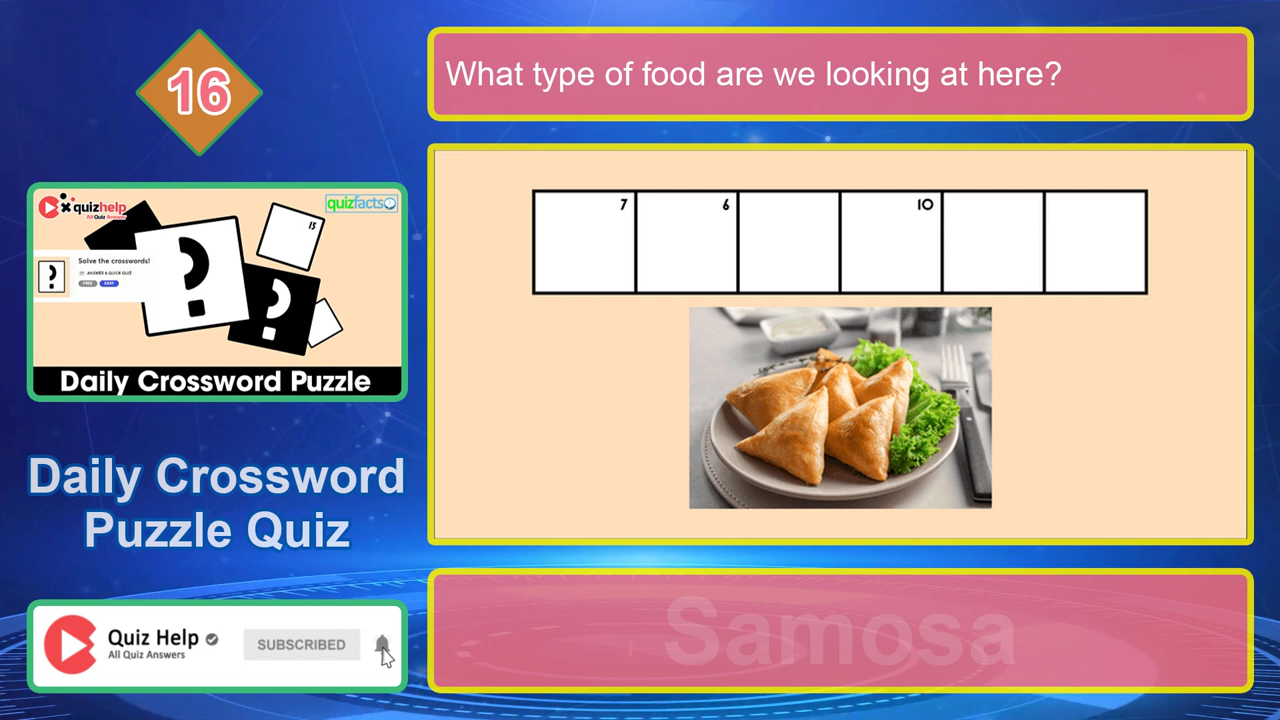 16
What type of food are we looking at here?
quizhelp
All Quiz Answer
quizfacts
15
Solve the crosswords!
ANSWER A QUICK QUIZ
FREE EASY
?
?
?
Daily Crossword Puzzle
7 6 10
Daily Crossword
Puzzle Quiz
Quiz Help
All Quiz Answers
SUBSCRIBED
Samosa